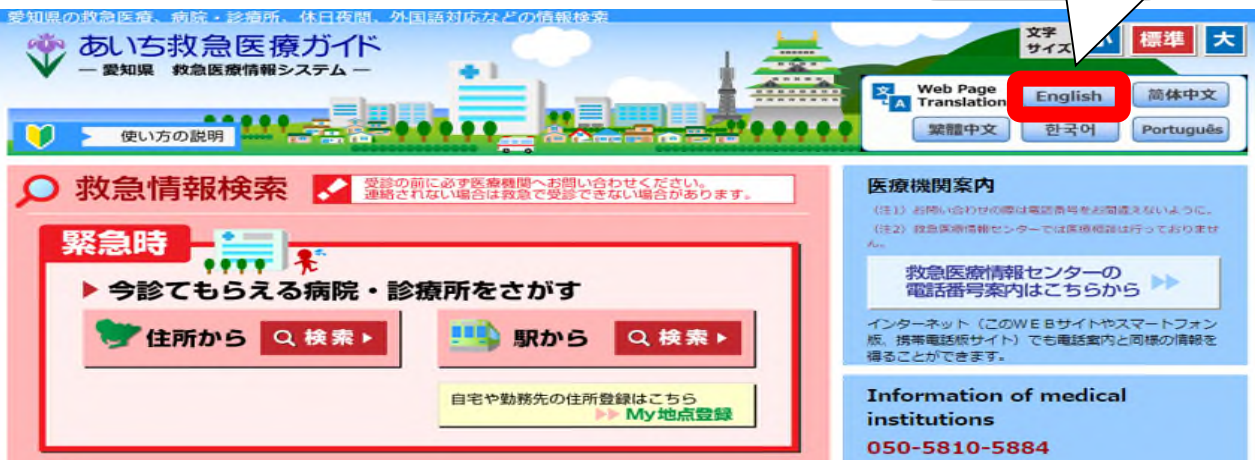 愛知県の救急医療、病院・診療所、休日夜間、外国語対応などの情報検索
あいち救急医療ガイド
― 愛知県 救急医療情報システム ―
使い方の説明
文字
サイズ
小
標準
大
Web Page
Translation
English
简体中文
繁體中文
한국어
Português
救急情報検索
受診の前に必ず医療機関へお問い合わせください。
連絡されない場合は救急で受診できない場合があります。
緊急時
今診てもらえる病院・診療所をさがす
住所から
検索
駅から
検索
自宅や勤務先の住所登録はこちら
My地点登録
医療機関案内
（注1）お問い合わせの際は電話番号をお間違えないように。
（注2）救急医療情報センターでは医療相談は行っておりませ
ん。
救急医療情報センターの
電話番号案内はこちらから
インターネット（このWEBサイトやスマートフォン
版、携帯電話版サイト）でも電話案内と同様の情報を
得ることができます。
Information of medical
institutions
050-5810-5884